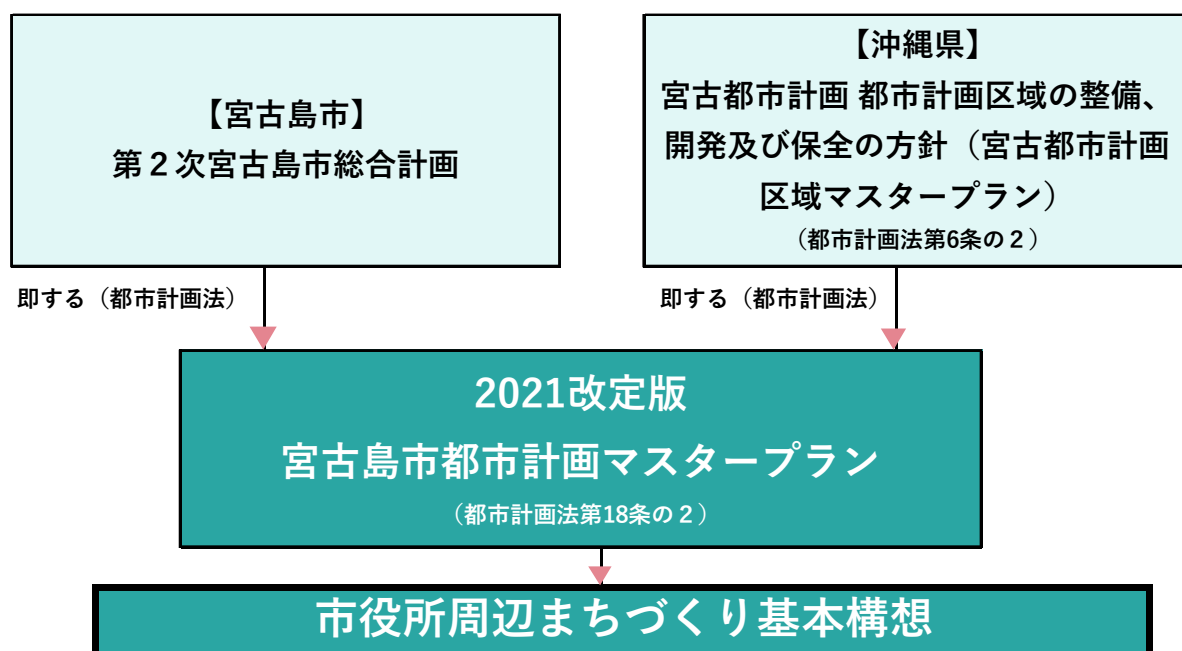 【宮古島市】
第２次宮古島市総合計画
【沖縄県】
宮古都市計画 都市計画区域の整備、
開発及び保全の方針（宮古都市計画
区域マスタープラン）
（都市計画法第6条の２）
即する（都市計画法）
即する（都市計画法）
2021改定版
宮古島市都市計画マスタープラン
（都市計画法第18条の２）
市役所周辺まちづくり基本構想